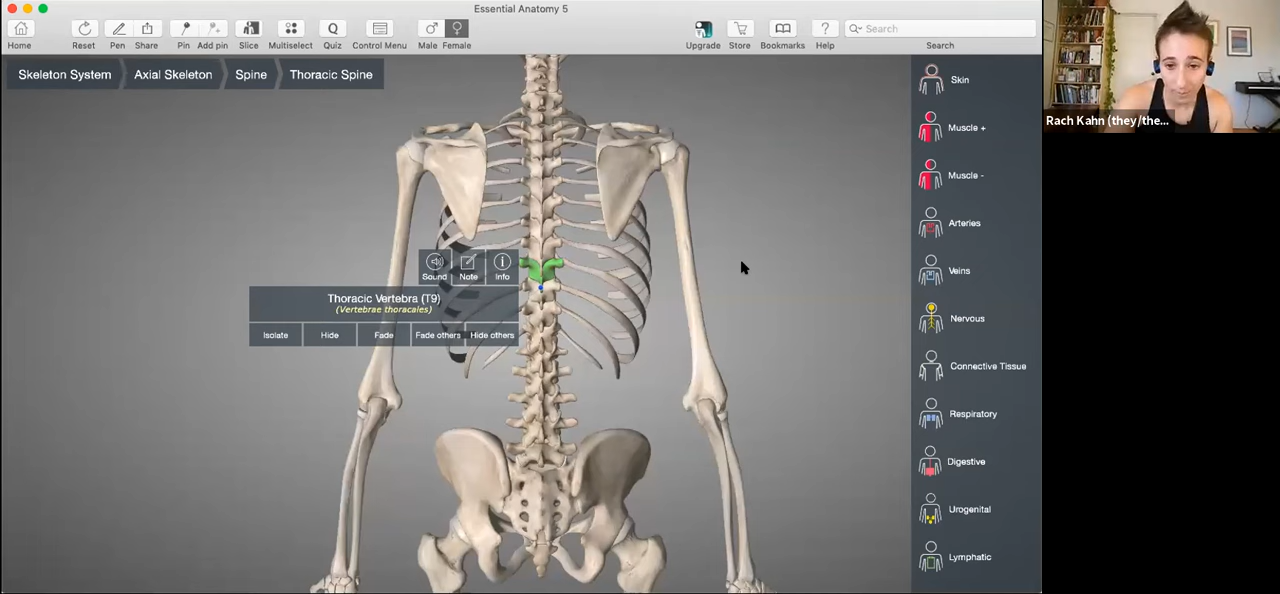 Essential Anatomy 5
Home
Reset
Pen
Share
Pin
Add pin
Slice
Multiselect
Q
Quiz
Control Menu
Male
Female
Upgrade
Store
Bookmarks
?
Help
Search
Search
Skeleton System
Axial Skeleton
Spine
Thoracic Spine
Skin
Muscle +
Muscle -
Arteries
Veins
Nervous
Connective Tissue
Respiratory
Digestive
Urogenital
Lymphatic
Sound
Note
Info
Thoracic Vertebra (T9)
(Vertebrae thoracales)
Isolate
Hide
Fade
Fade others
Hide others
Rach Kahn (they/the...